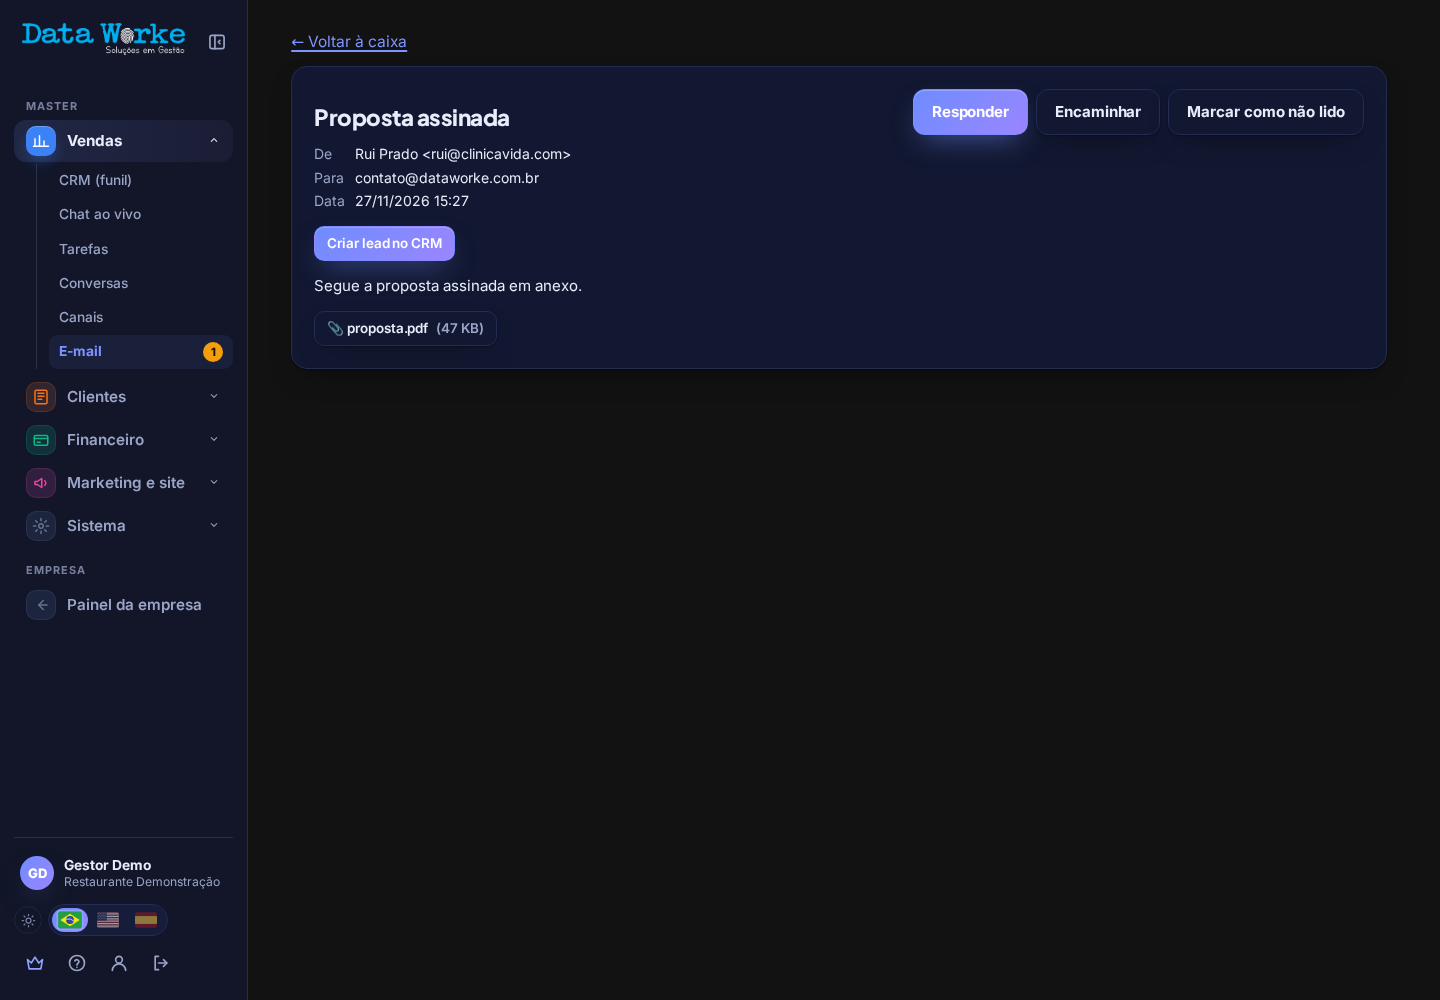 Data Worke
Soluções em Gestão
MASTER
Vendas
CRM (funil)
Chat ao vivo
Tarefas
Conversas
Canais
E-mail 1
Clientes
Financeiro
Marketing e site
Sistema
EMPRESA
Painel da empresa
GD
Gestor Demo
Restaurante Demonstração
← Voltar à caixa
Proposta assinada
Responder Encaminhar Marcar como não lido
De Rui Prado <rui@clinicavida.com>
Para contato@dataworke.com.br
Data 27/11/2026 15:27
Criar lead no CRM
Segue a proposta assinada em anexo.
proposta.pdf (47 KB)